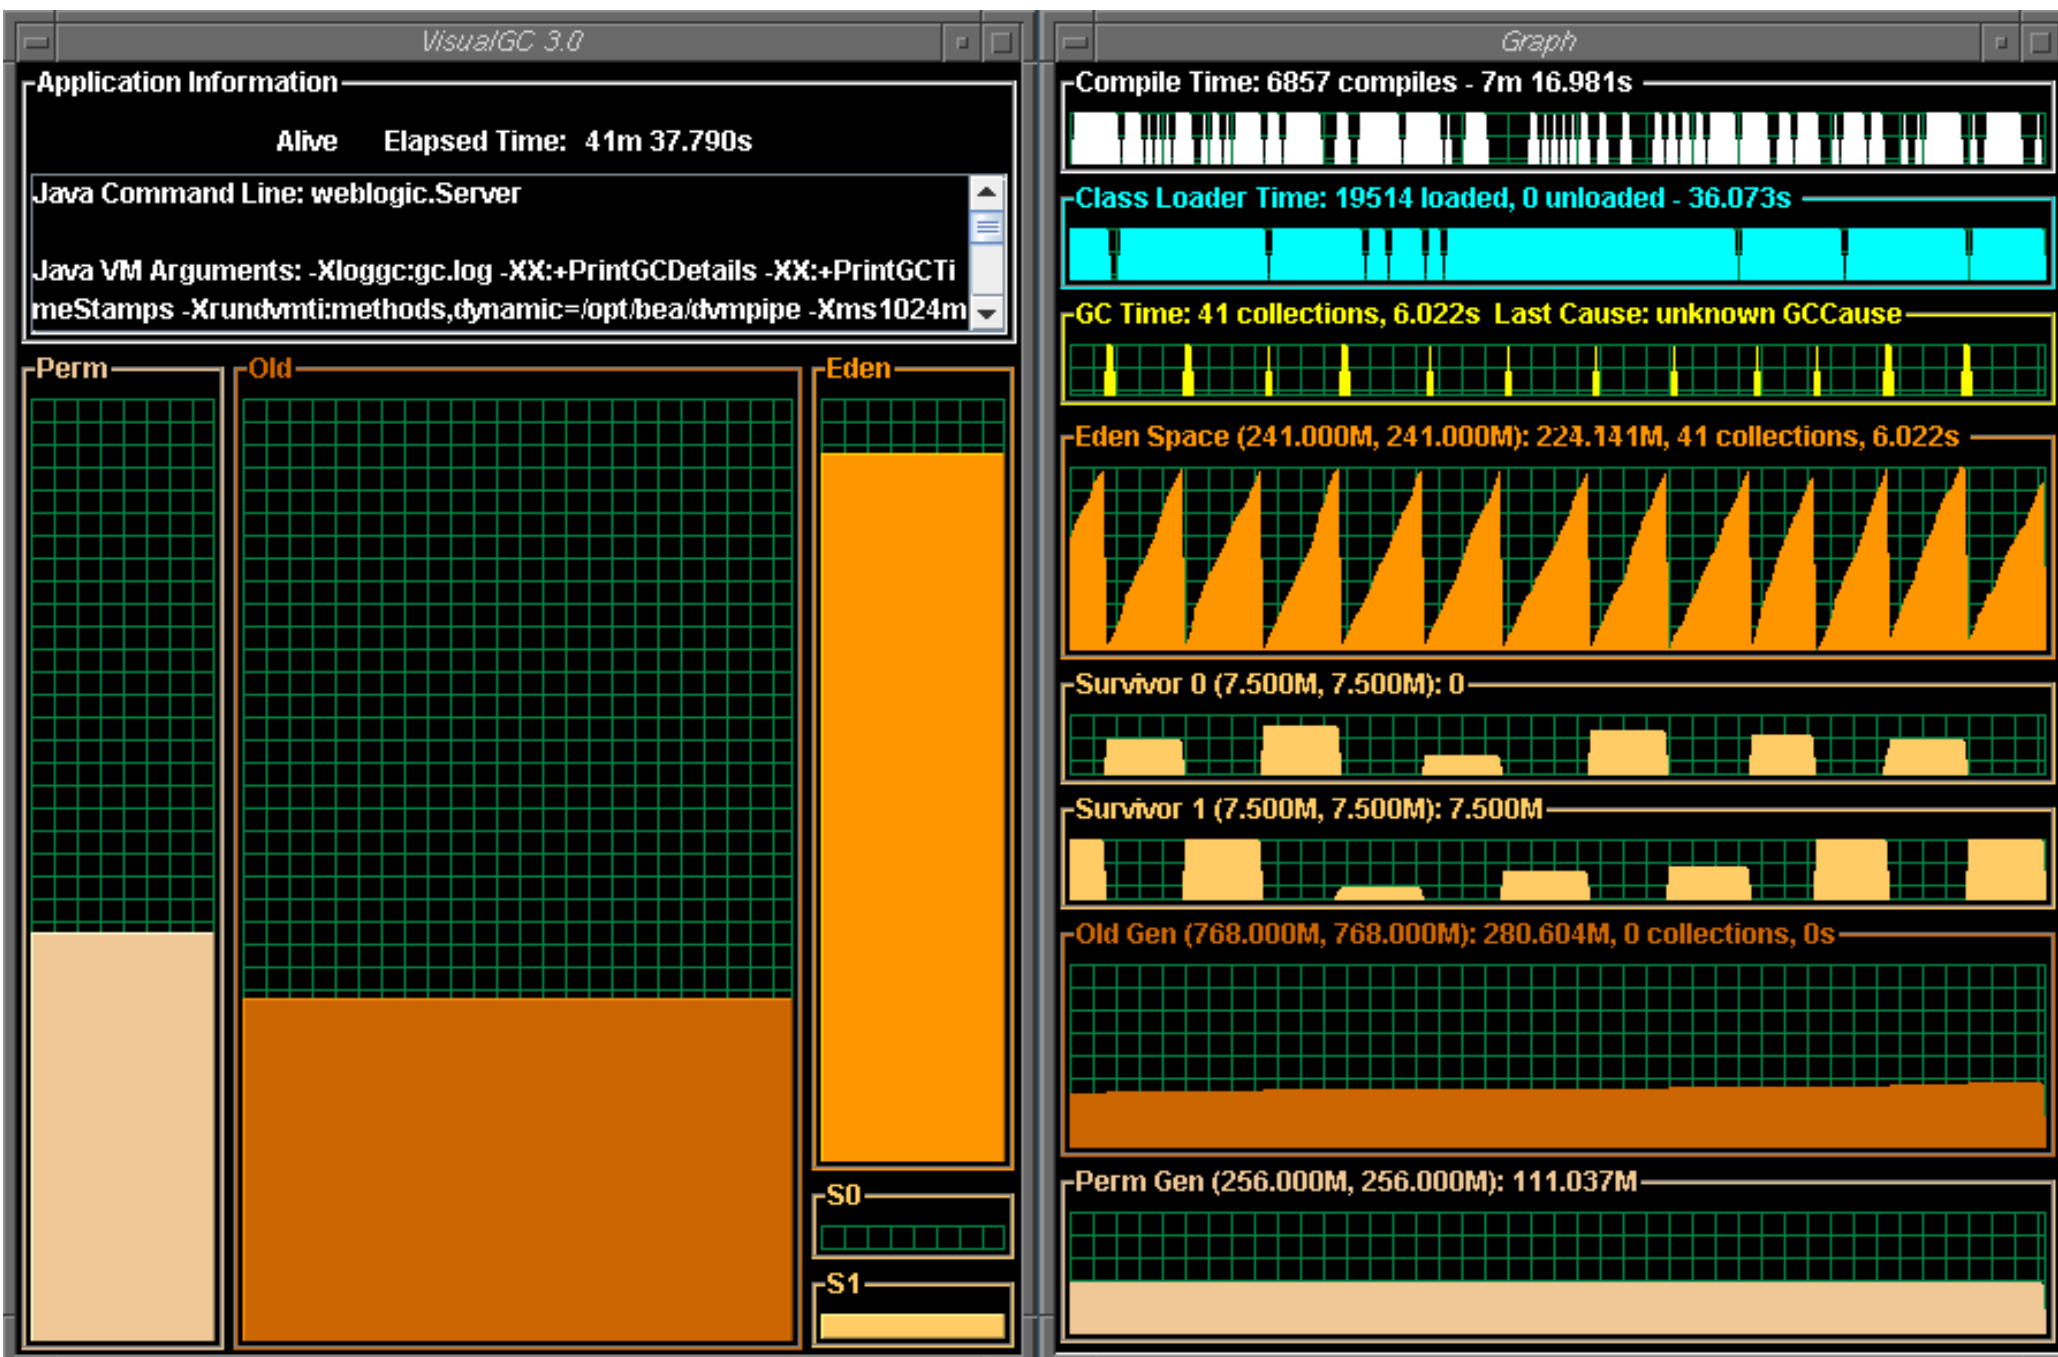 VisualGC 3.0
Application Information
Alive Elapsed Time: 41m 37.790s
Java Command Line: weblogic.Server
Java VM Arguments: -Xloggc:gc.log -XX:+PrintGCDetails -XX:+PrintGCTi
meStamps -Xrundvmti:methods,dynamic=/opt/bea/dvmpipe -Xms1024m
Perm
Old
Eden
S0
S1
Graph
Compile Time: 6857 compiles - 7m 16.981s
Class Loader Time: 19514 loaded, 0 unloaded - 36.073s
GC Time: 41 collections, 6.022s Last Cause: unknown GCCause
Eden Space (241.000M, 241.000M): 224.141M, 41 collections, 6.022s
Survivor 0 (7.500M, 7.500M): 0
Survivor 1 (7.500M, 7.500M): 7.500M
Old Gen (768.000M, 768.000M): 280.604M, 0 collections, 0s
Perm Gen (256.000M, 256.000M): 111.037M